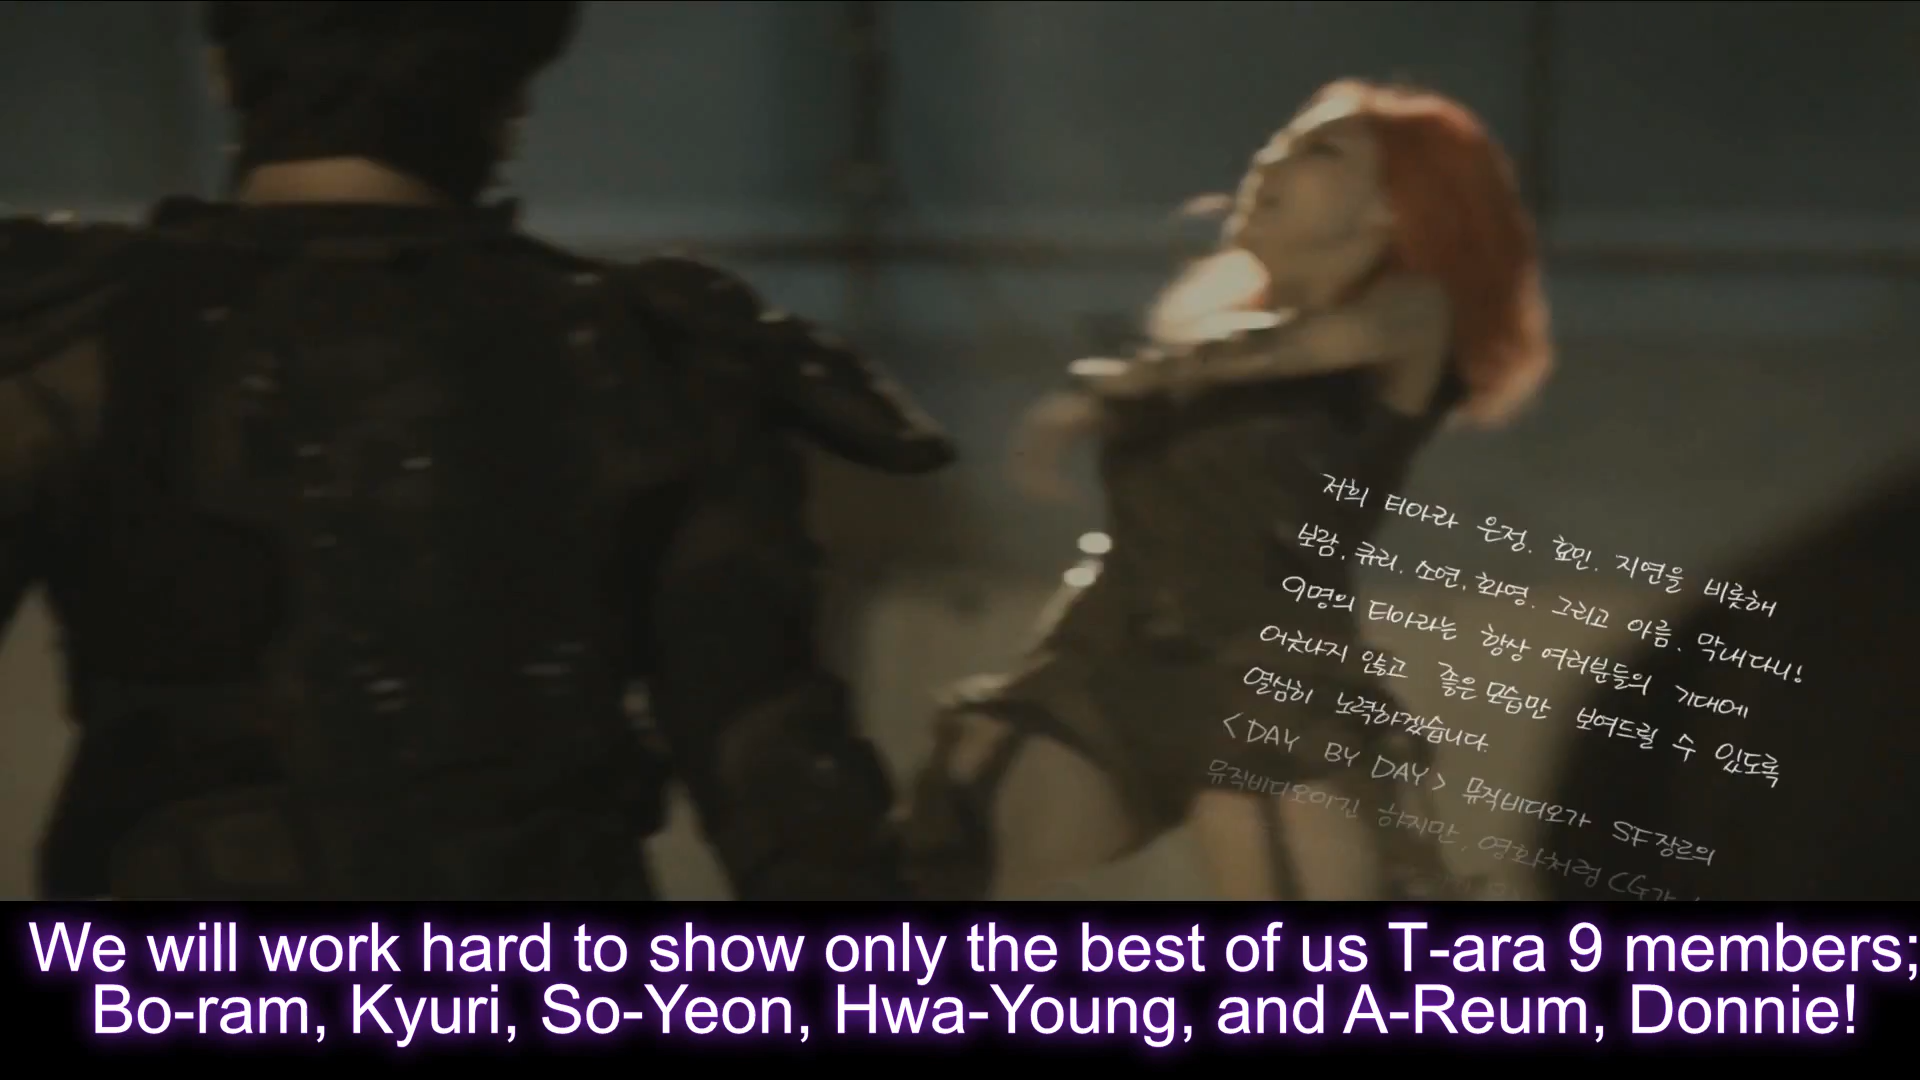 저희 티아라 은정. 효민. 지연을 비롯해
보람. 큐리. 소연. 화영. 그리고 아름. 막내다니!
9명의 티아라는 항상 여러분들의 기대에
어긋나지 않고 좋은 모습만 보여드릴 수 있도록
열심히 노력하겠습니다.
<DAY BY DAY> 뮤직비디오가 SF장르의
뮤직비디오이긴 하지만, 영화처럼 CG가
We will work hard to show only the best of us T-ara 9 members;
Bo-ram, Kyuri, So-Yeon, Hwa-Young, and A-Reum, Donnie!